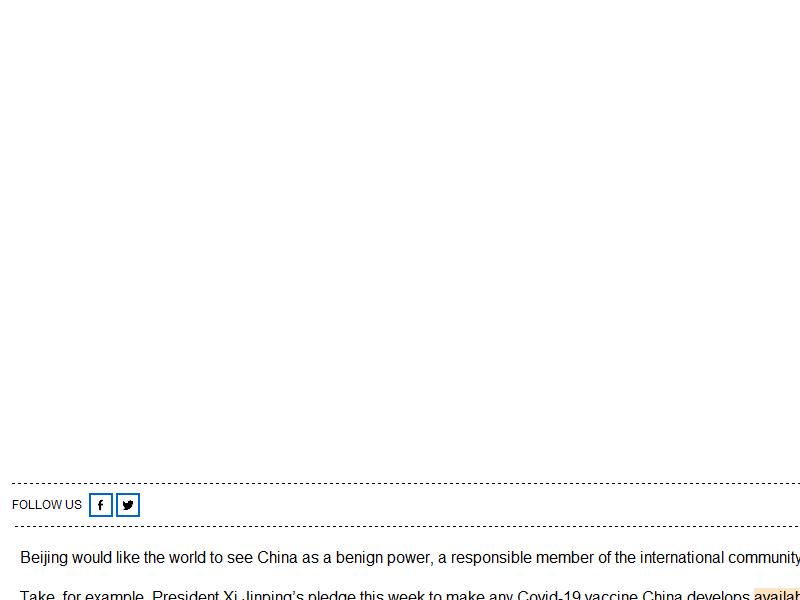 FOLLOW US
Beijing would like the world to see China as a benign power, a responsible member of the international community
Take, for example, President Xi Jinping's pledge this week to make any Covid-19 vaccine China develops